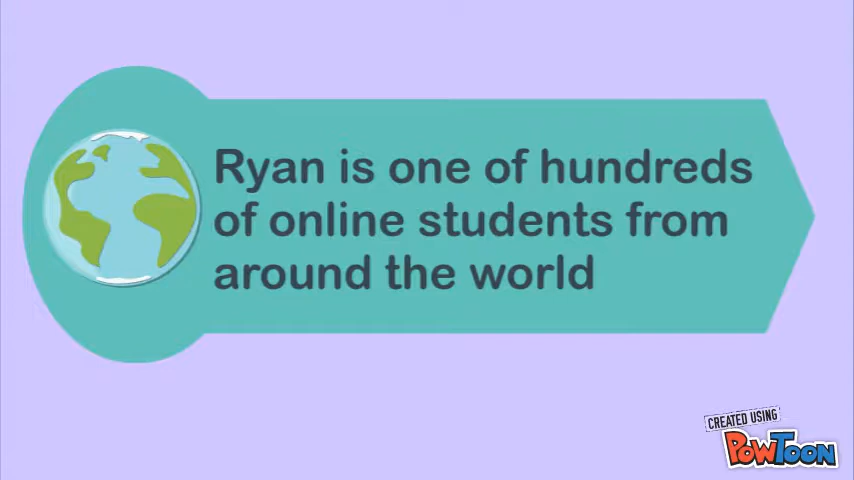 Ryan is one of hundreds
of online students from
around the world
CREATED USING
POWTOON